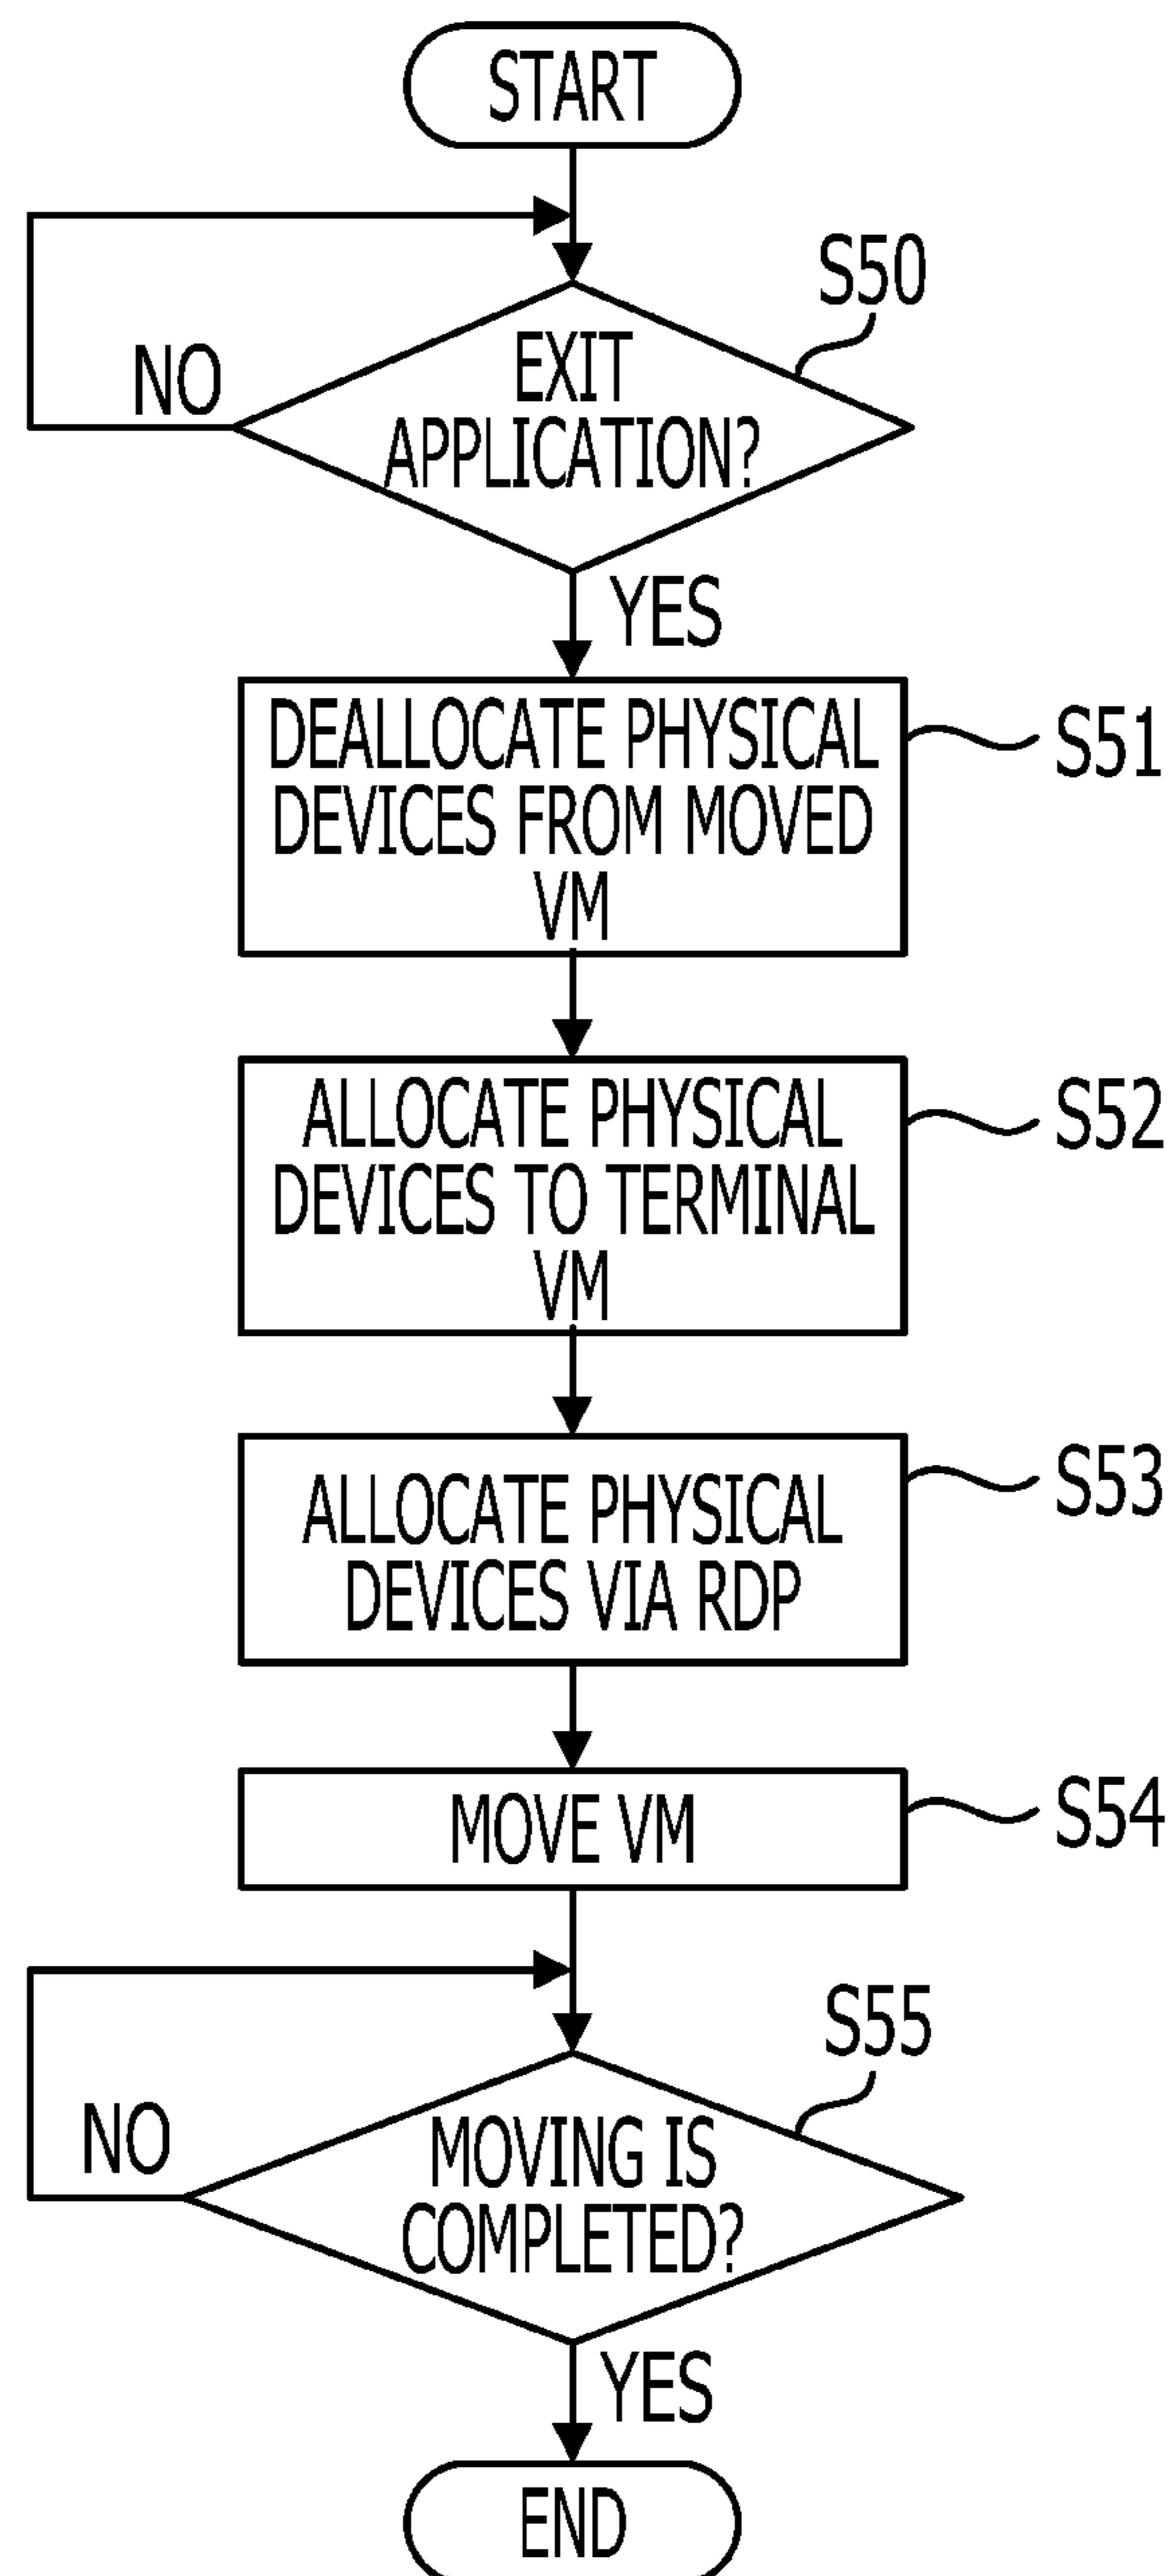 START
S50
EXIT
APPLICATION?
NO
YES
DEALLOCATE PHYSICAL
DEVICES FROM MOVED
VM
S51
ALLOCATE PHYSICAL
DEVICES TO TERMINAL
VM
S52
ALLOCATE PHYSICAL
DEVICES VIA RDP
S53
MOVE VM
S54
S55
MOVING IS
COMPLETED?
NO
YES
END